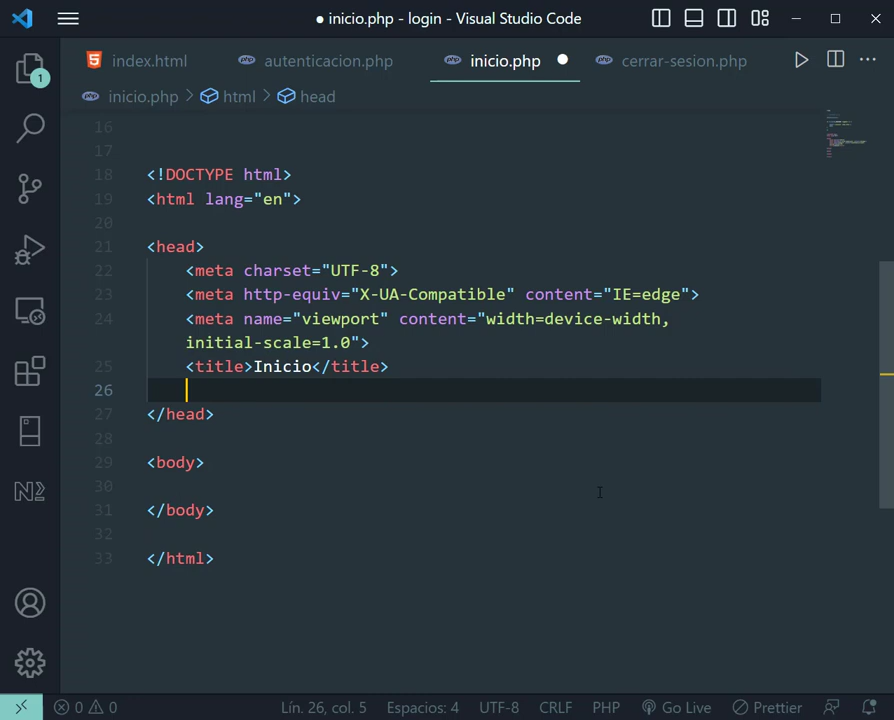 ● inicio.php - login - Visual Studio Code
index.html
autenticacion.php
inicio.php
cerrar-sesion.php
inicio.php > html > head
16
17
18 <!DOCTYPE html>
19 <html lang="en">
20
21 <head>
22 <meta charset="UTF-8">
23 <meta http-equiv="X-UA-Compatible" content="IE=edge">
24 <meta name="viewport" content="width=device-width,
initial-scale=1.0">
25 <title>Inicio</title>
26
27 </head>
28
29 <body>
30
31 </body>
32
33 </html>
1
0 0 Lín. 26, col. 5 Espacios: 4 UTF-8 CRLF PHP Go Live Prettier